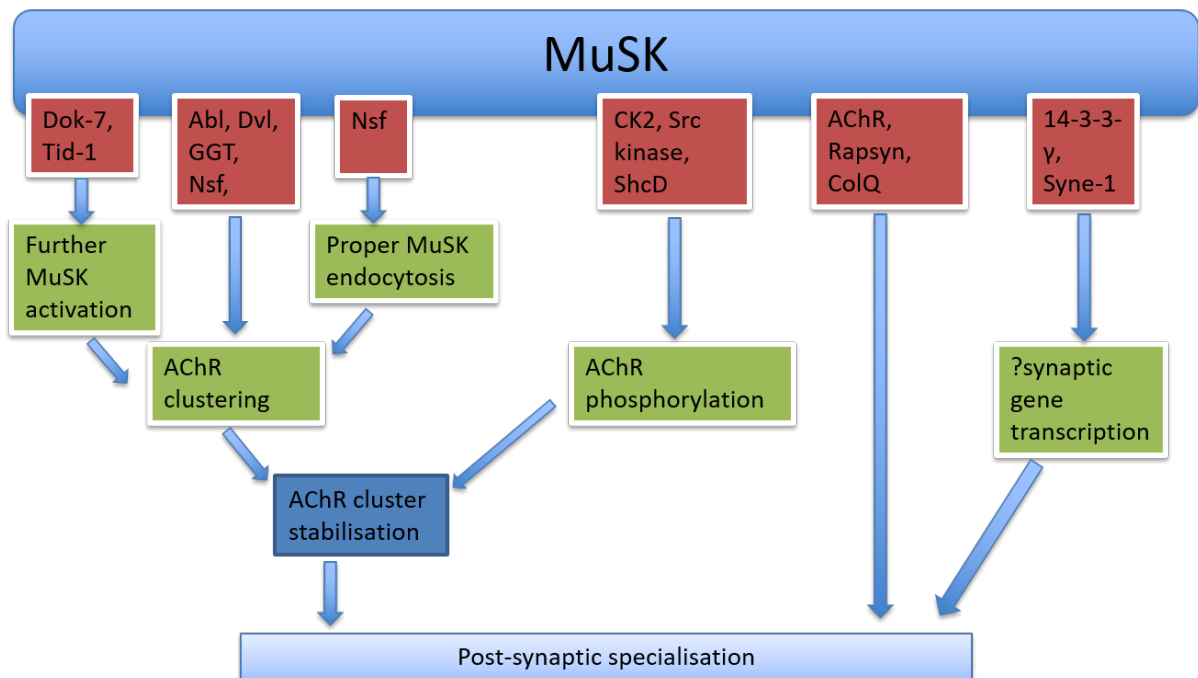 MuSK
Dok-7,
Tid-1
Abl, Dvl,
GGT,
Nsf,
Nsf
CK2, Src
kinase,
ShcD
AChR,
Rapsyn,
ColQ
14-3-3-
γ,
Syne-1
Further
MuSK
activation
Proper MuSK
endocytosis
AChR
clustering
AChR
phosphorylation
?synaptic
gene
transcription
AChR cluster
stabilisation
Post-synaptic specialisation